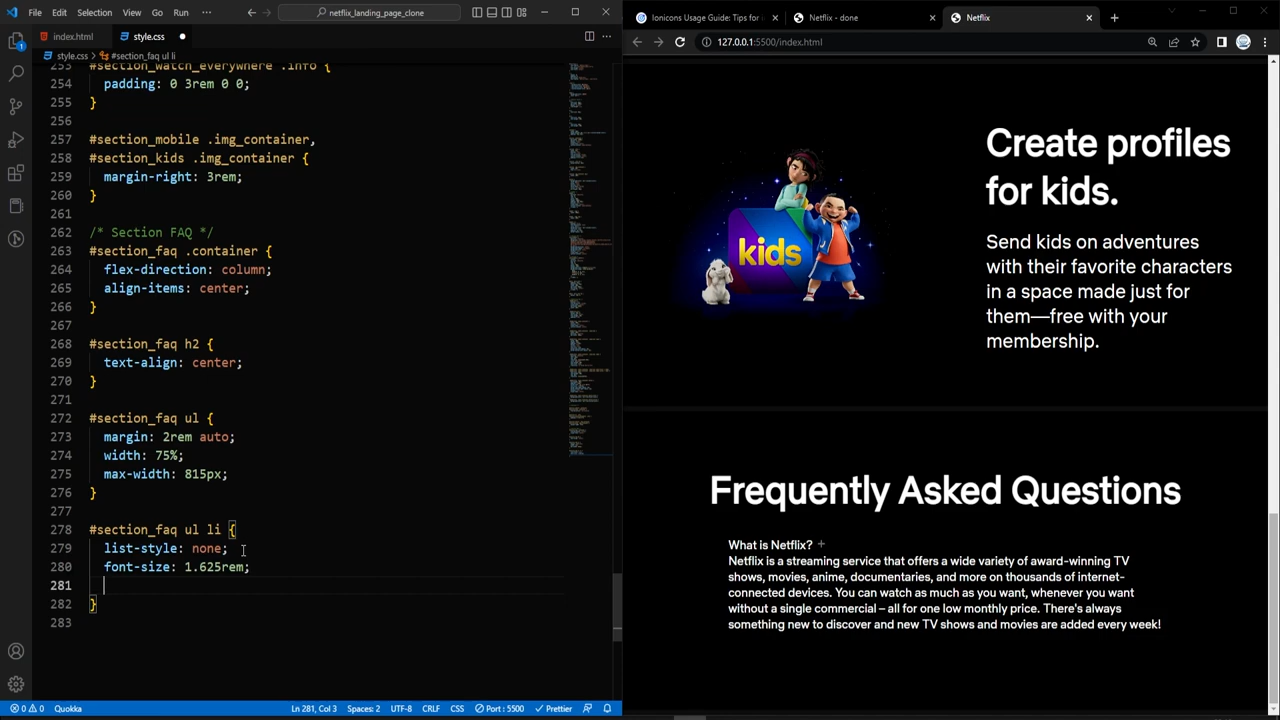 File Edit Selection View Go Run ... netflix_landing_page_clone
index.html style.css
style.css > #section_faq ul li
253 #section_watch_everywhere .info {
254 padding: 0 3rem 0 0;
255 }
256
257 #section_mobile .img_container,
258 #section_kids .img_container {
259 margin-right: 3rem;
260 }
261
262 /* Section FAQ */
263 #section_faq .container {
264 flex-direction: column;
265 align-items: center;
266 }
267
268 #section_faq h2 {
269 text-align: center;
270 }
271
272 #section_faq ul {
273 margin: 2rem auto;
274 width: 75%;
275 max-width: 815px;
276 }
277
278 #section_faq ul li {
279 list-style: none;
280 font-size: 1.625rem;
281
282 }
283
0 0 Quokka Ln 281, Col 3 Spaces: 2 UTF-8 CRLF CSS Port : 5500 Prettier
Ionicons Usage Guide: Tips for Netflix - done Netflix
127.0.0.1:5500/index.html
kids
Create profiles
for kids.
Send kids on adventures
with their favorite characters
in a space made just for
them—free with your
membership.
Frequently Asked Questions
What is Netflix? +
Netflix is a streaming service that offers a wide variety of award-winning TV
shows, movies, anime, documentaries, and more on thousands of internet-
connected devices. You can watch as much as you want, whenever you want
without a single commercial – all for one low monthly price. There's always
something new to discover and new TV shows and movies are added every week!